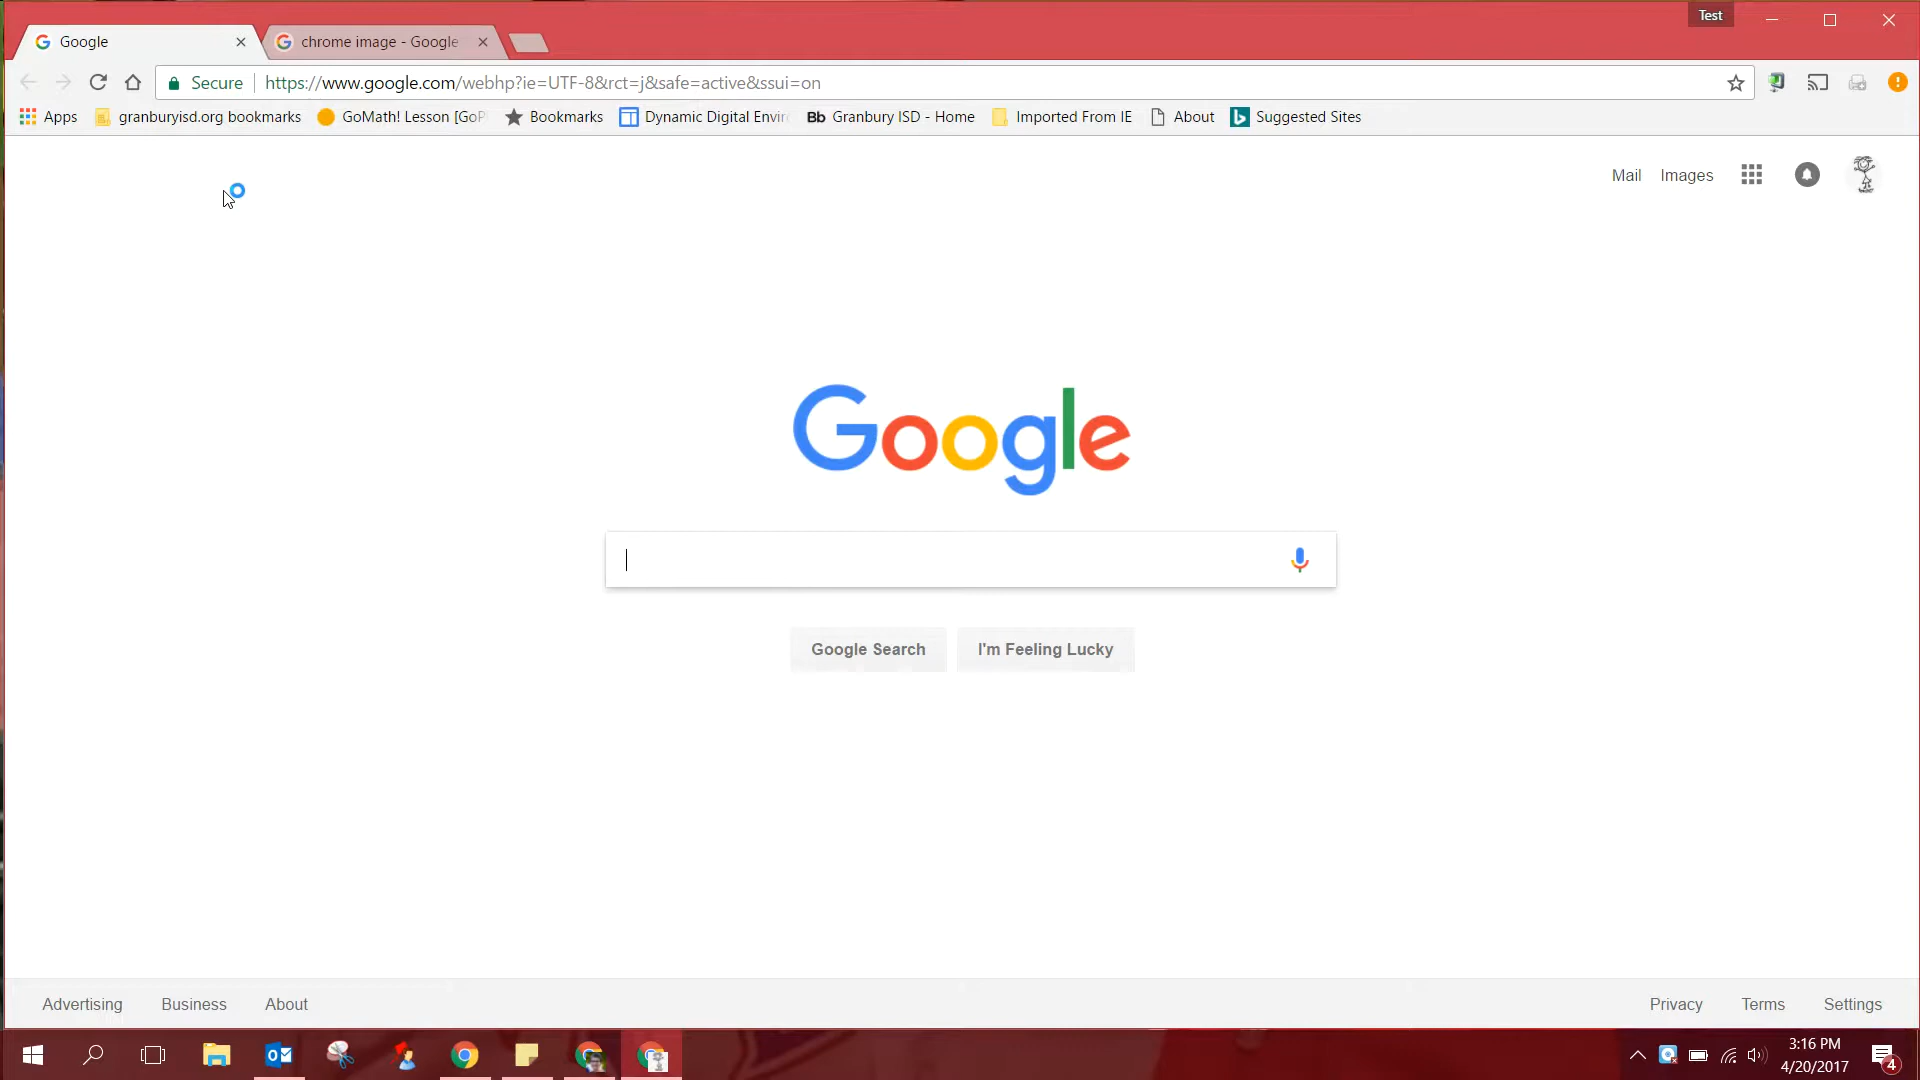 Test
Google
chrome image - Google
Secure
https://www.google.com/webhp?ie=UTF-8&rct=j&safe=active&ssui=on
Apps granburyisd.org bookmarks GoMath! Lesson [GoP Bookmarks Dynamic Digital Envir Bb Granbury ISD - Home Imported From IE About Suggested Sites
Mail Images
Google
Google Search I'm Feeling Lucky
Advertising Business About Privacy Terms Settings
3:16 PM
4/20/2017
4